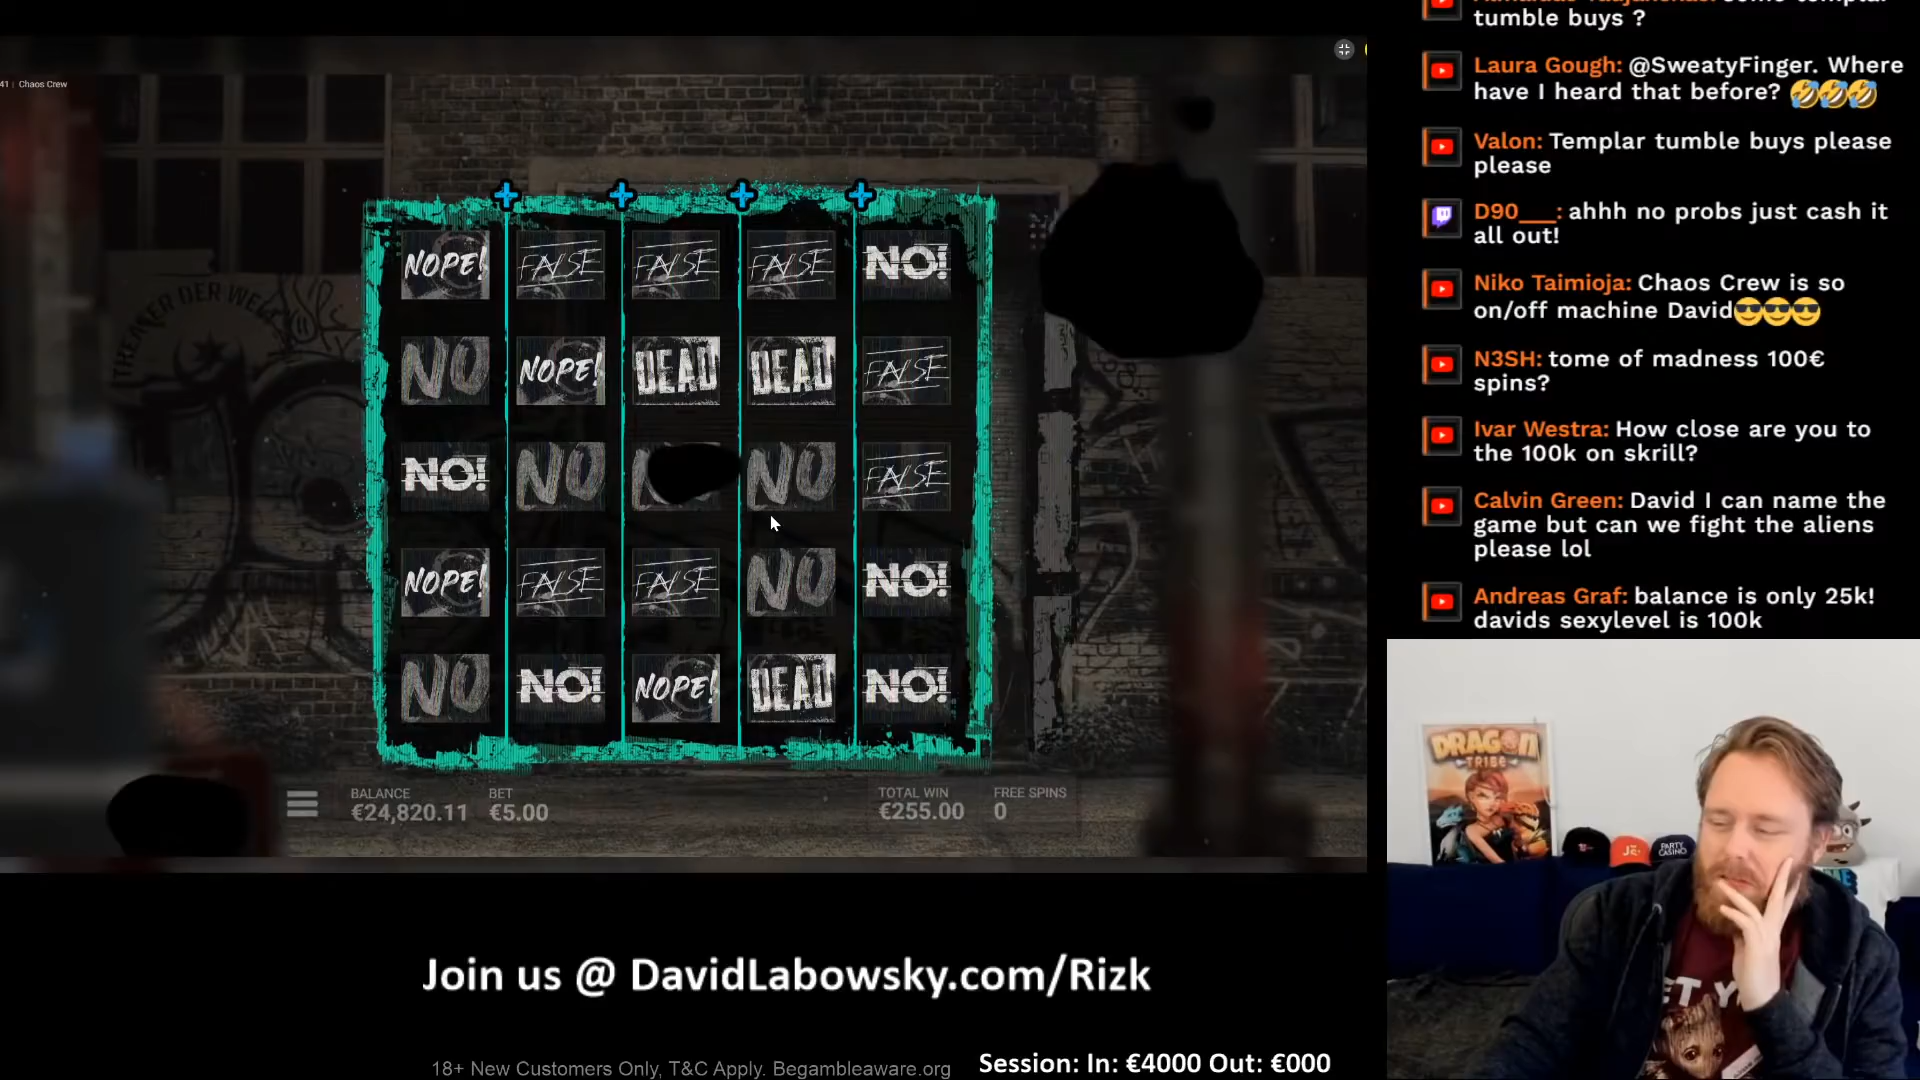 tumble buys ?
Laura Gough: @SweatyFinger. Where
have I heard that before? 🤣🤣🤣
Valon: Templar tumble buys please
please
D90___: ahhh no probs just cash it
all out!
Niko Taimioja: Chaos Crew is so
on/off machine David😎😎😎
N3SH: tome of madness 100€
spins?
Ivar Westra: How close are you to
the 100k on skrill?
Calvin Green: David I can name the
game but can we fight the aliens
please lol
Andreas Graf: balance is only 25k!
davids sexylevel is 100k
41 | Chaos Crew
THEATER DER WELT
NOPE! FALSE FALSE FALSE NO!
NO NOPE! DEAD DEAD FALSE
NO! NO NO FALSE
NOPE! FALSE FALSE NO NO!
NO NO! NOPE! DEAD NO!
BALANCE BET TOTAL WIN FREE SPINS
€24,820.11 €5.00 €255.00 0
DRAGON
TRIBE
PARTY
CASINO
Join us @ DavidLabowsky.com/Rizk
18+ New Customers Only, T&C Apply. Begambleaware.org
Session: In: €4000 Out: €000